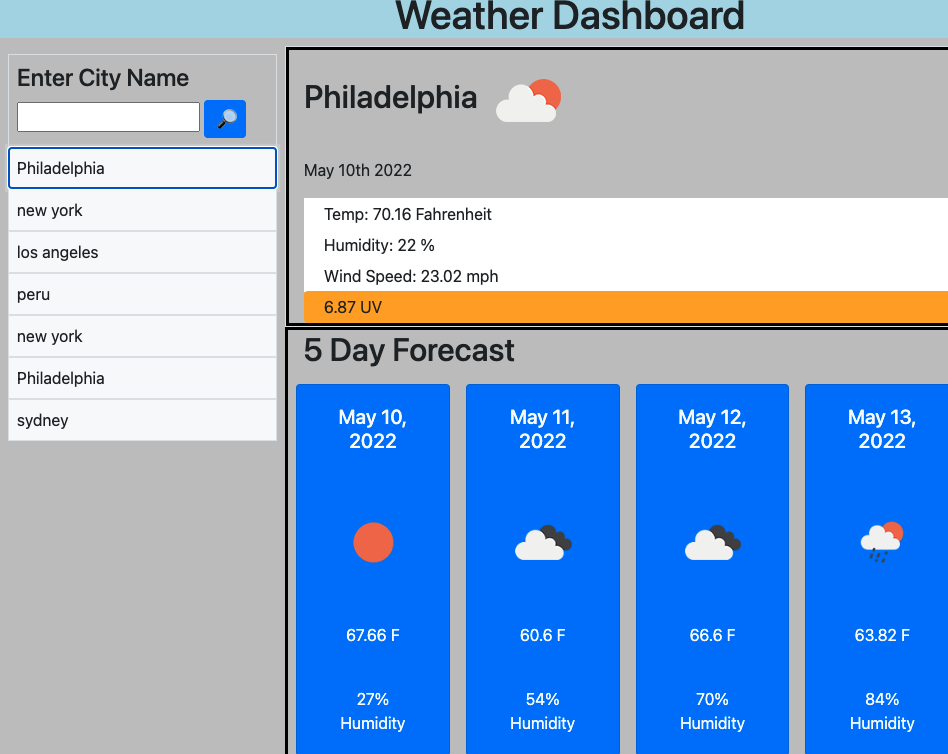 Weather Dashboard
Enter City Name
Philadelphia
new york
los angeles
peru
new york
Philadelphia
sydney
Philadelphia
May 10th 2022
Temp: 70.16 Fahrenheit
Humidity: 22 %
Wind Speed: 23.02 mph
6.87 UV
5 Day Forecast
May 10,
2022
67.66 F
27%
Humidity
May 11,
2022
60.6 F
54%
Humidity
May 12,
2022
66.6 F
70%
Humidity
May 13,
2022
63.82 F
84%
Humidity